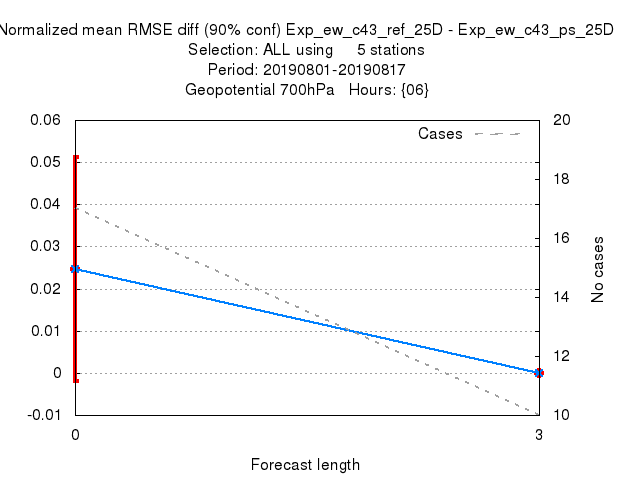 Normalized mean RMSE diff (90% conf) Exp_ew_c43_ref_25D - Exp_ew_c43_ps_25D
Selection: ALL using 5 stations
Period: 20190801-20190817
Geopotential 700hPa Hours: {06}
Cases
0.06
0.05
0.04
0.03
0.02
0.01
0
-0.01
20
18
16
14
12
10
No cases
0 3
Forecast length